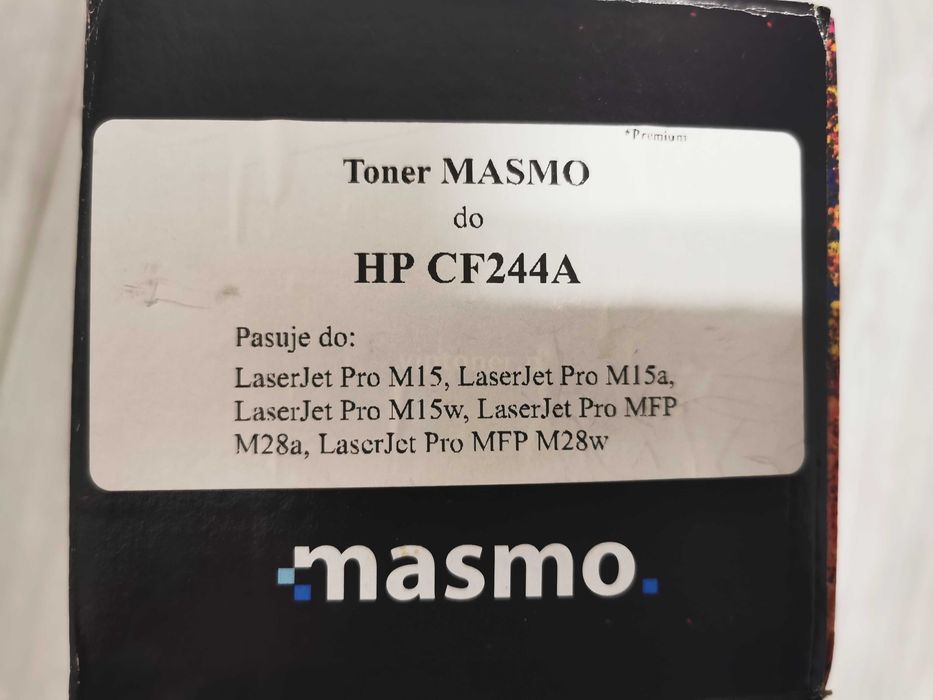 *Premium
Toner MASMO
do
HP CF244A
Pasuje do:
LaserJet Pro M15, LaserJet Pro M15a,
LaserJet Pro M15w, LaserJet Pro MFP
M28a, LaserJet Pro MFP M28w
masmo